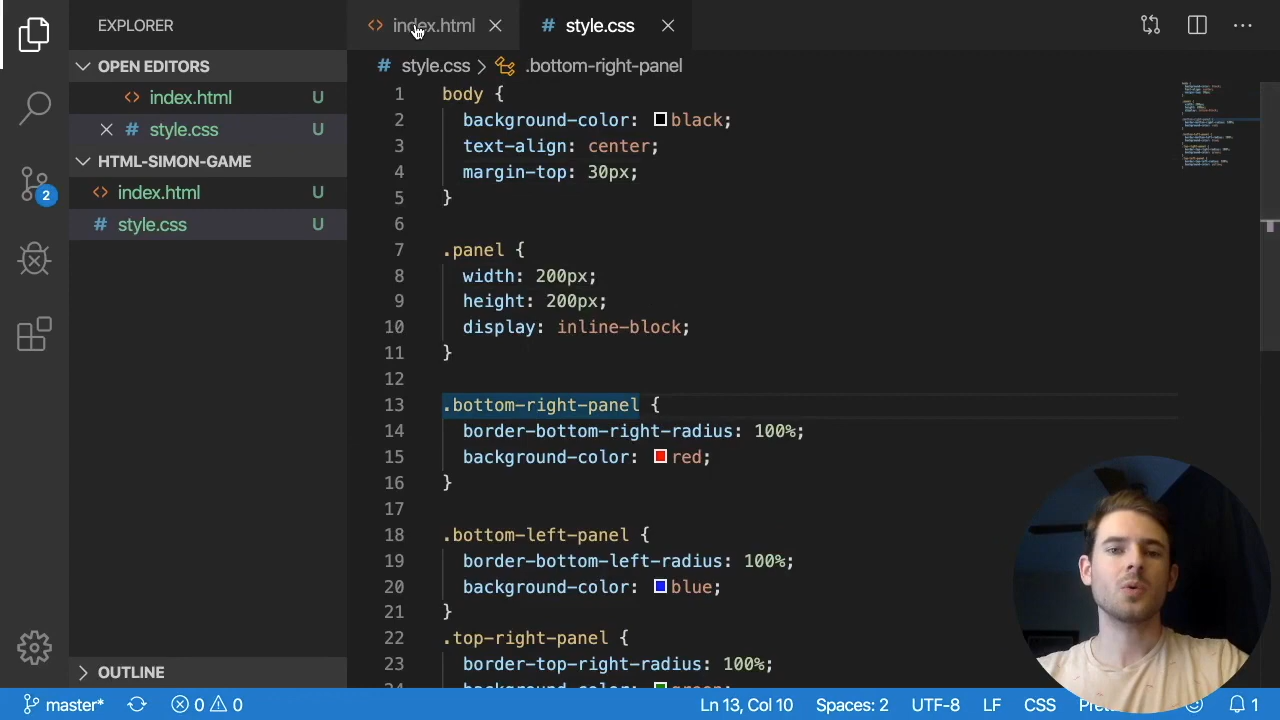 EXPLORER
OPEN EDITORS
index.html U
style.css U
HTML-SIMON-GAME
index.html U
style.css U
2
OUTLINE
index.html
style.css
style.css > .bottom-right-panel
1 body {
2 background-color: black;
3 text-align: center;
4 margin-top: 30px;
5 }
6
7 .panel {
8 width: 200px;
9 height: 200px;
10 display: inline-block;
11 }
12
13 .bottom-right-panel {
14 border-bottom-right-radius: 100%;
15 background-color: red;
16 }
17
18 .bottom-left-panel {
19 border-bottom-left-radius: 100%;
20 background-color: blue;
21 }
22 .top-right-panel {
23 border-top-right-radius: 100%;
24 background-color: green;
master* 0 0 Ln 13, Col 10 Spaces: 2 UTF-8 LF CSS 1